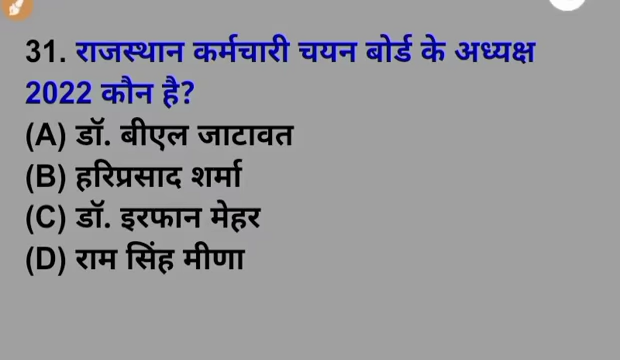 31. राजस्थान कर्मचारी चयन बोर्ड के अध्यक्ष
2022 कौन है?
(A) डॉ. बीएल जाटावत
(B) हरिप्रसाद शर्मा
(C) डॉ. इरफान मेहर
(D) राम सिंह मीणा